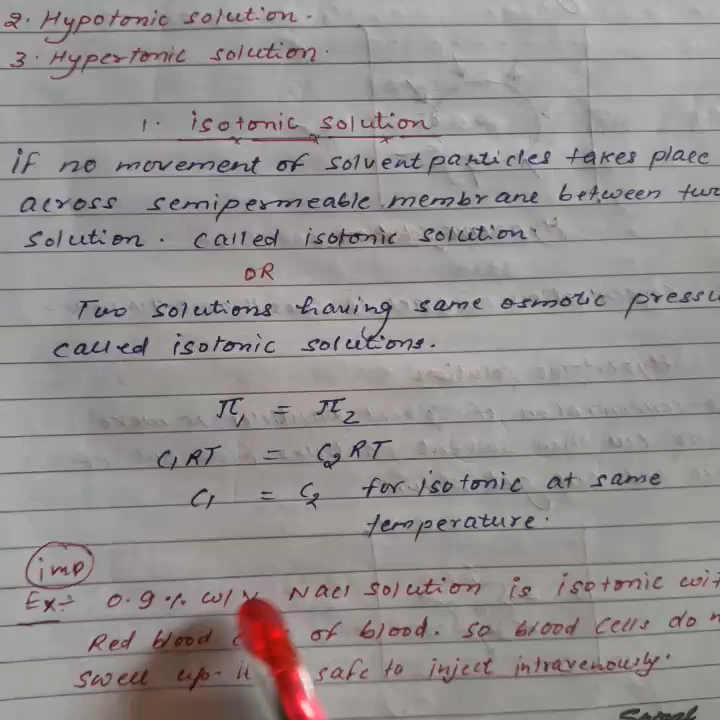 2. Hypotonic solution.
3. Hypertonic solution.
1. isotonic solution
if no movement of solvent particles takes place
across semipermeable membrane between two
solution. called isotonic solution.
OR
Two solutions having same osmotic pressu
called isotonic solutions.
π1 = π2
C1RT = C2RT
C1 = C2 for isotonic at same
temperature.
imp
Ex÷ 0.9% w/v NaCl solution is isotonic wit
Red blood of blood. so blood cells do n
swell up. it safe to inject intravenously.